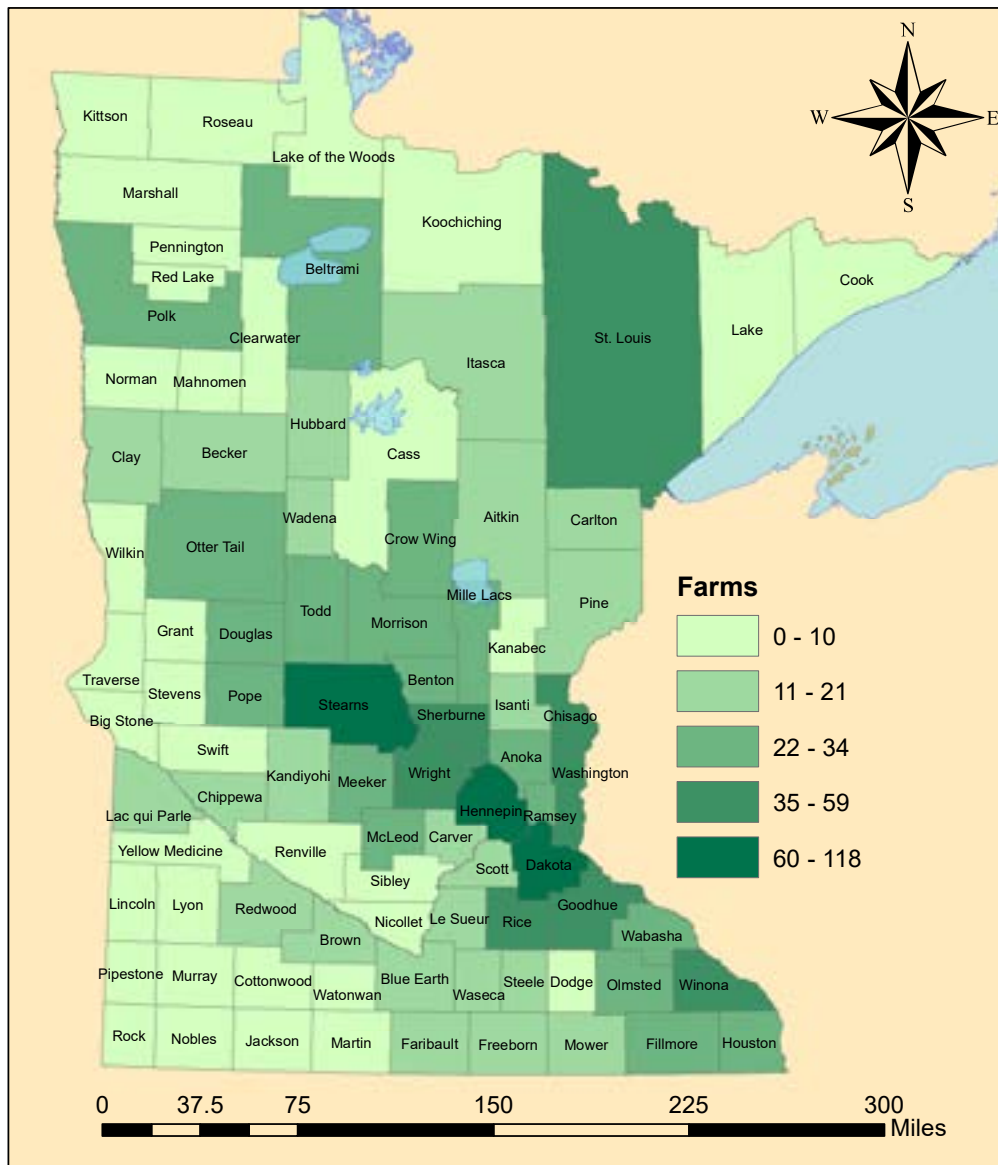 N
W
E
S
Kittson
Roseau
Lake of the Woods
Marshall
Koochiching
Pennington
Red Lake
Beltrami
Cook
Polk
Clearwater
St. Louis
Lake
Itasca
Norman
Mahnomen
Hubbard
Cass
Clay
Becker
Wadena
Aitkin
Carlton
Wilkin
Otter Tail
Crow Wing
Mille Lacs
Pine
Farms
0 - 10
11 - 21
22 - 34
35 - 59
60 - 118
Grant
Douglas
Todd
Morrison
Kanabec
Traverse
Stevens
Pope
Stearns
Benton
Big Stone
Sherburne
Isanti
Chisago
Swift
Kandiyohi
Meeker
Wright
Anoka
Washington
Chippewa
Lac qui Parle
Hennepin
Ramsey
McLeod
Carver
Yellow Medicine
Renville
Sibley
Scott
Dakota
Lincoln
Lyon
Redwood
Nicollet
Le Sueur
Rice
Goodhue
Brown
Wabasha
Pipestone
Murray
Cottonwood
Watonwan
Blue Earth
Waseca
Steele
Dodge
Olmsted
Winona
Rock
Nobles
Jackson
Martin
Faribault
Freeborn
Mower
Fillmore
Houston
0 37.5 75 150 225 300
Miles